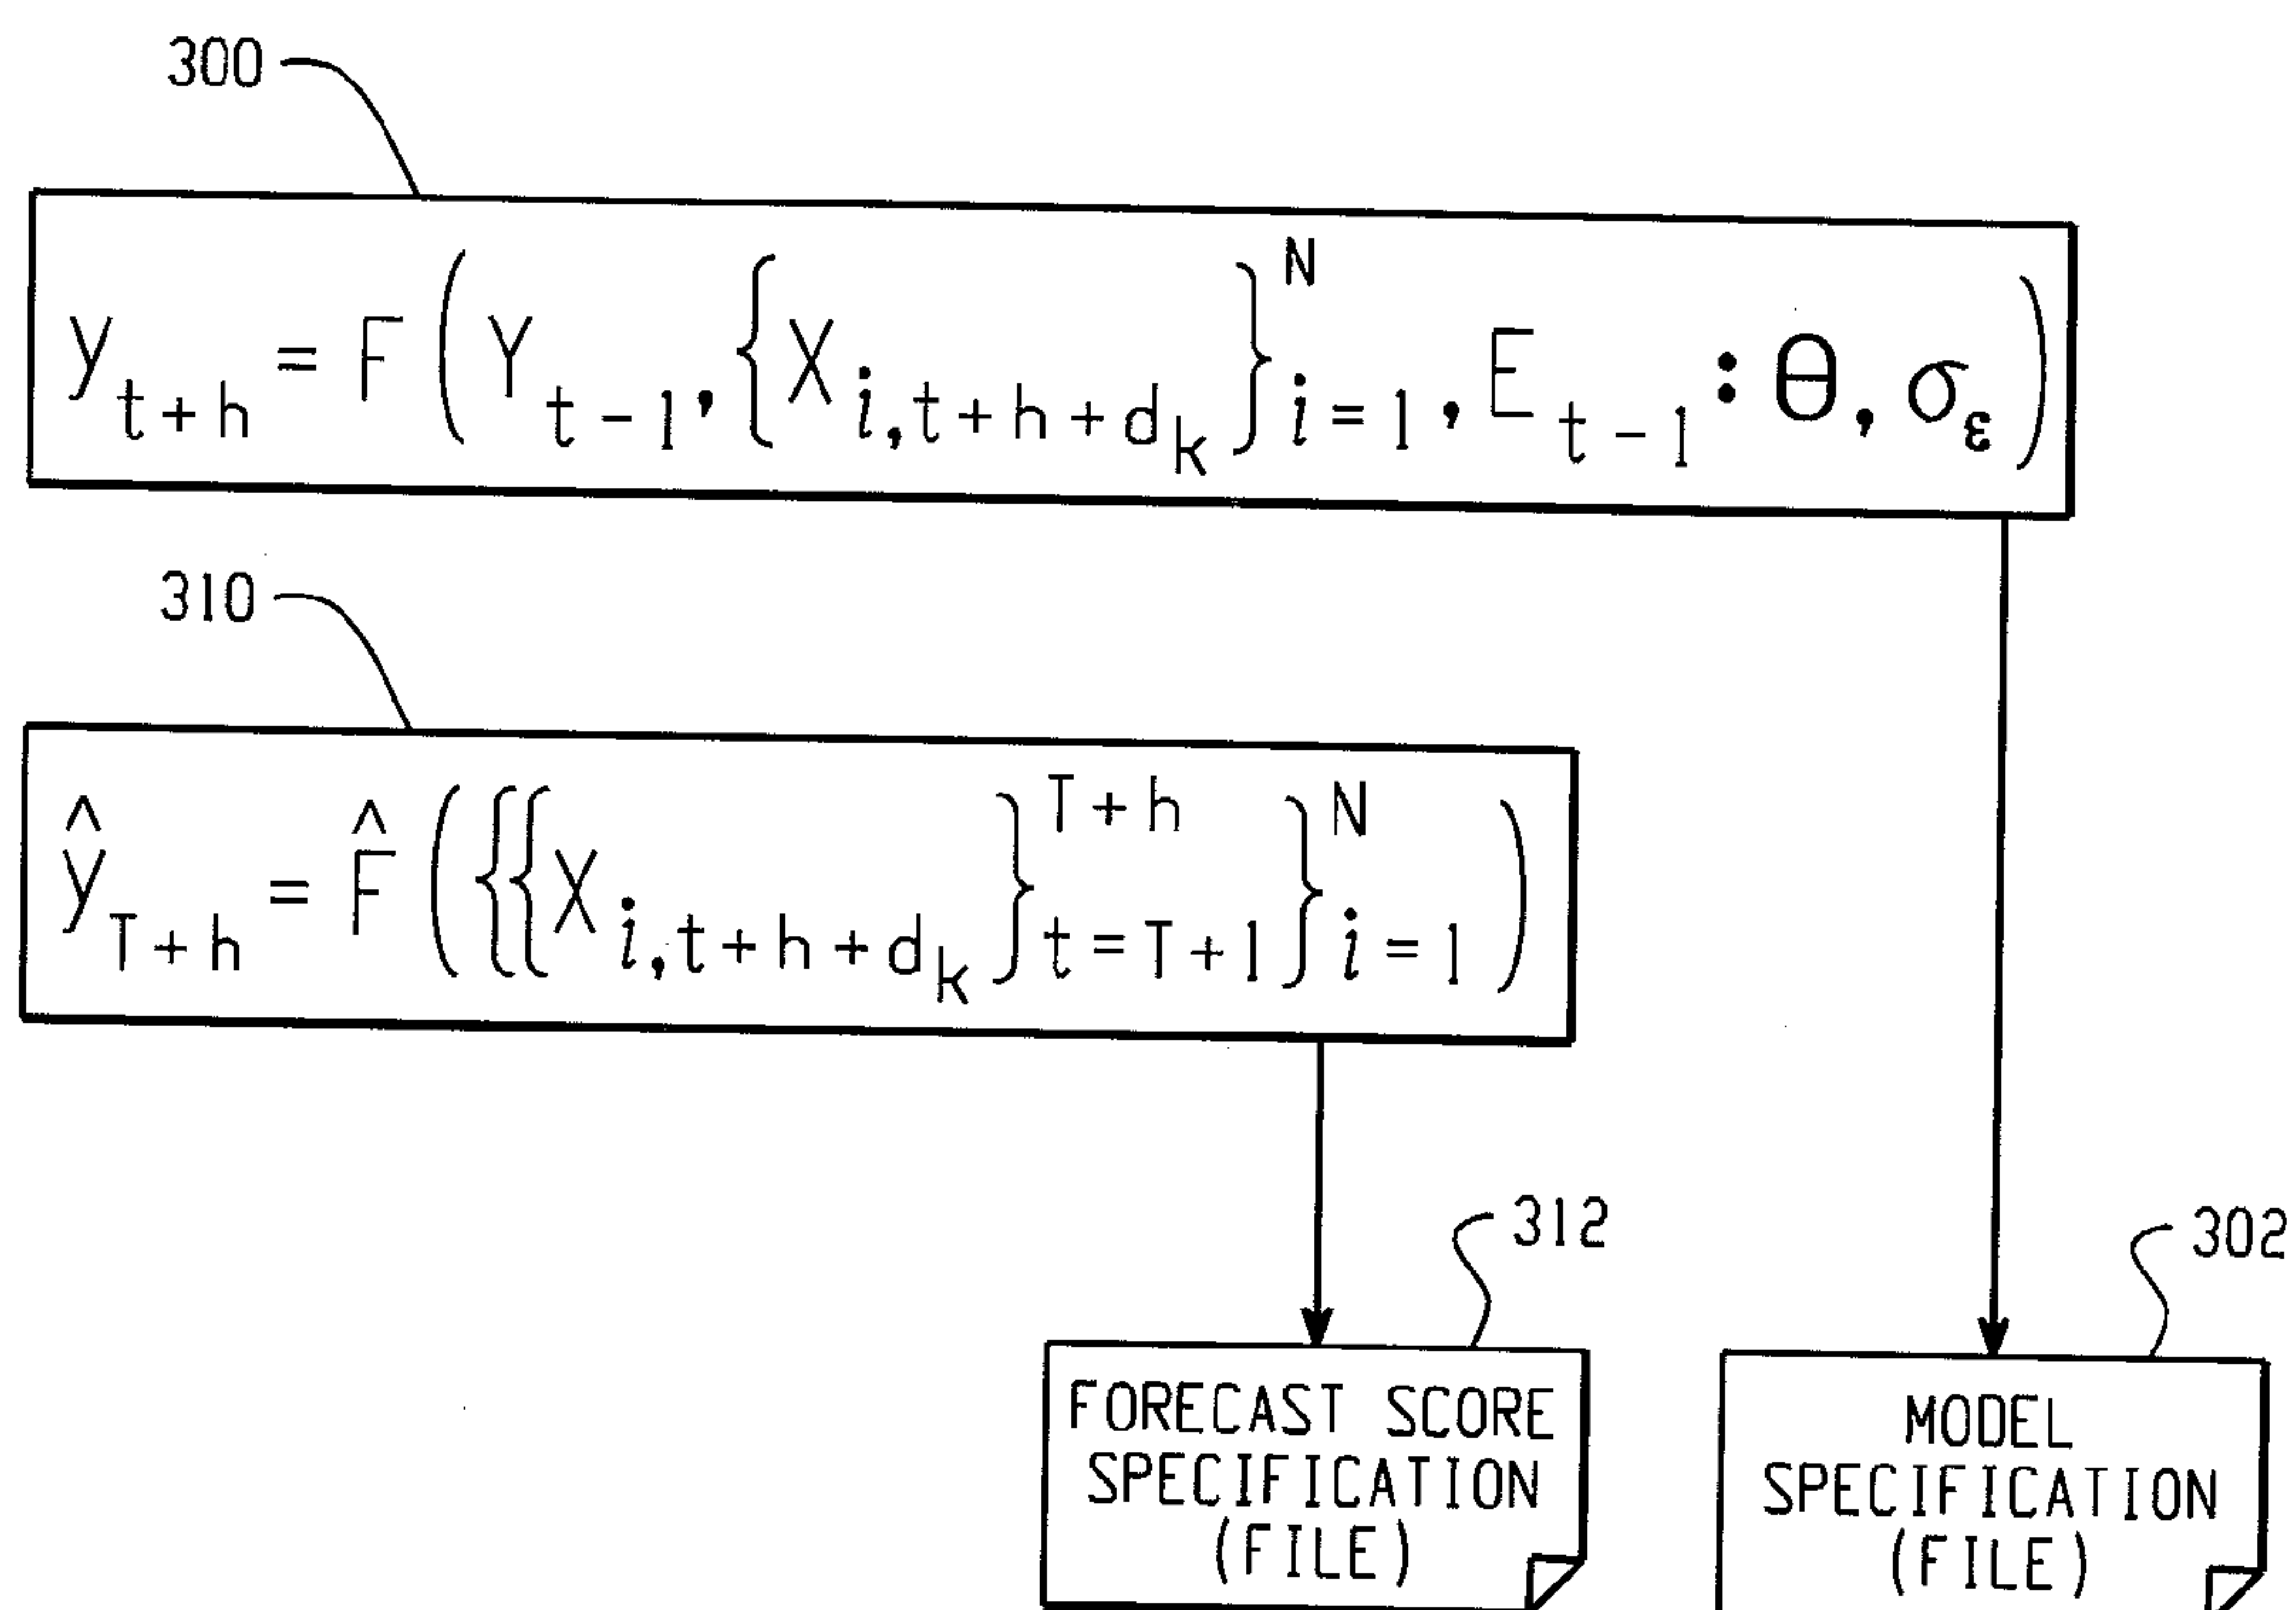 300
y_{t+h} = F ( Y_{t-1}, { X_{i,t+h+d_k} }_{i=1}^{N}, E_{t-1} : θ, σ_ε )
310
ŷ_{T+h} = F̂ ( { { X_{i,t+h+d_k} }_{t=T+1}^{T+h} }_{i=1}^{N} )
312
302
FORECAST SCORE
SPECIFICATION
(FILE)
MODEL
SPECIFICATION
(FILE)